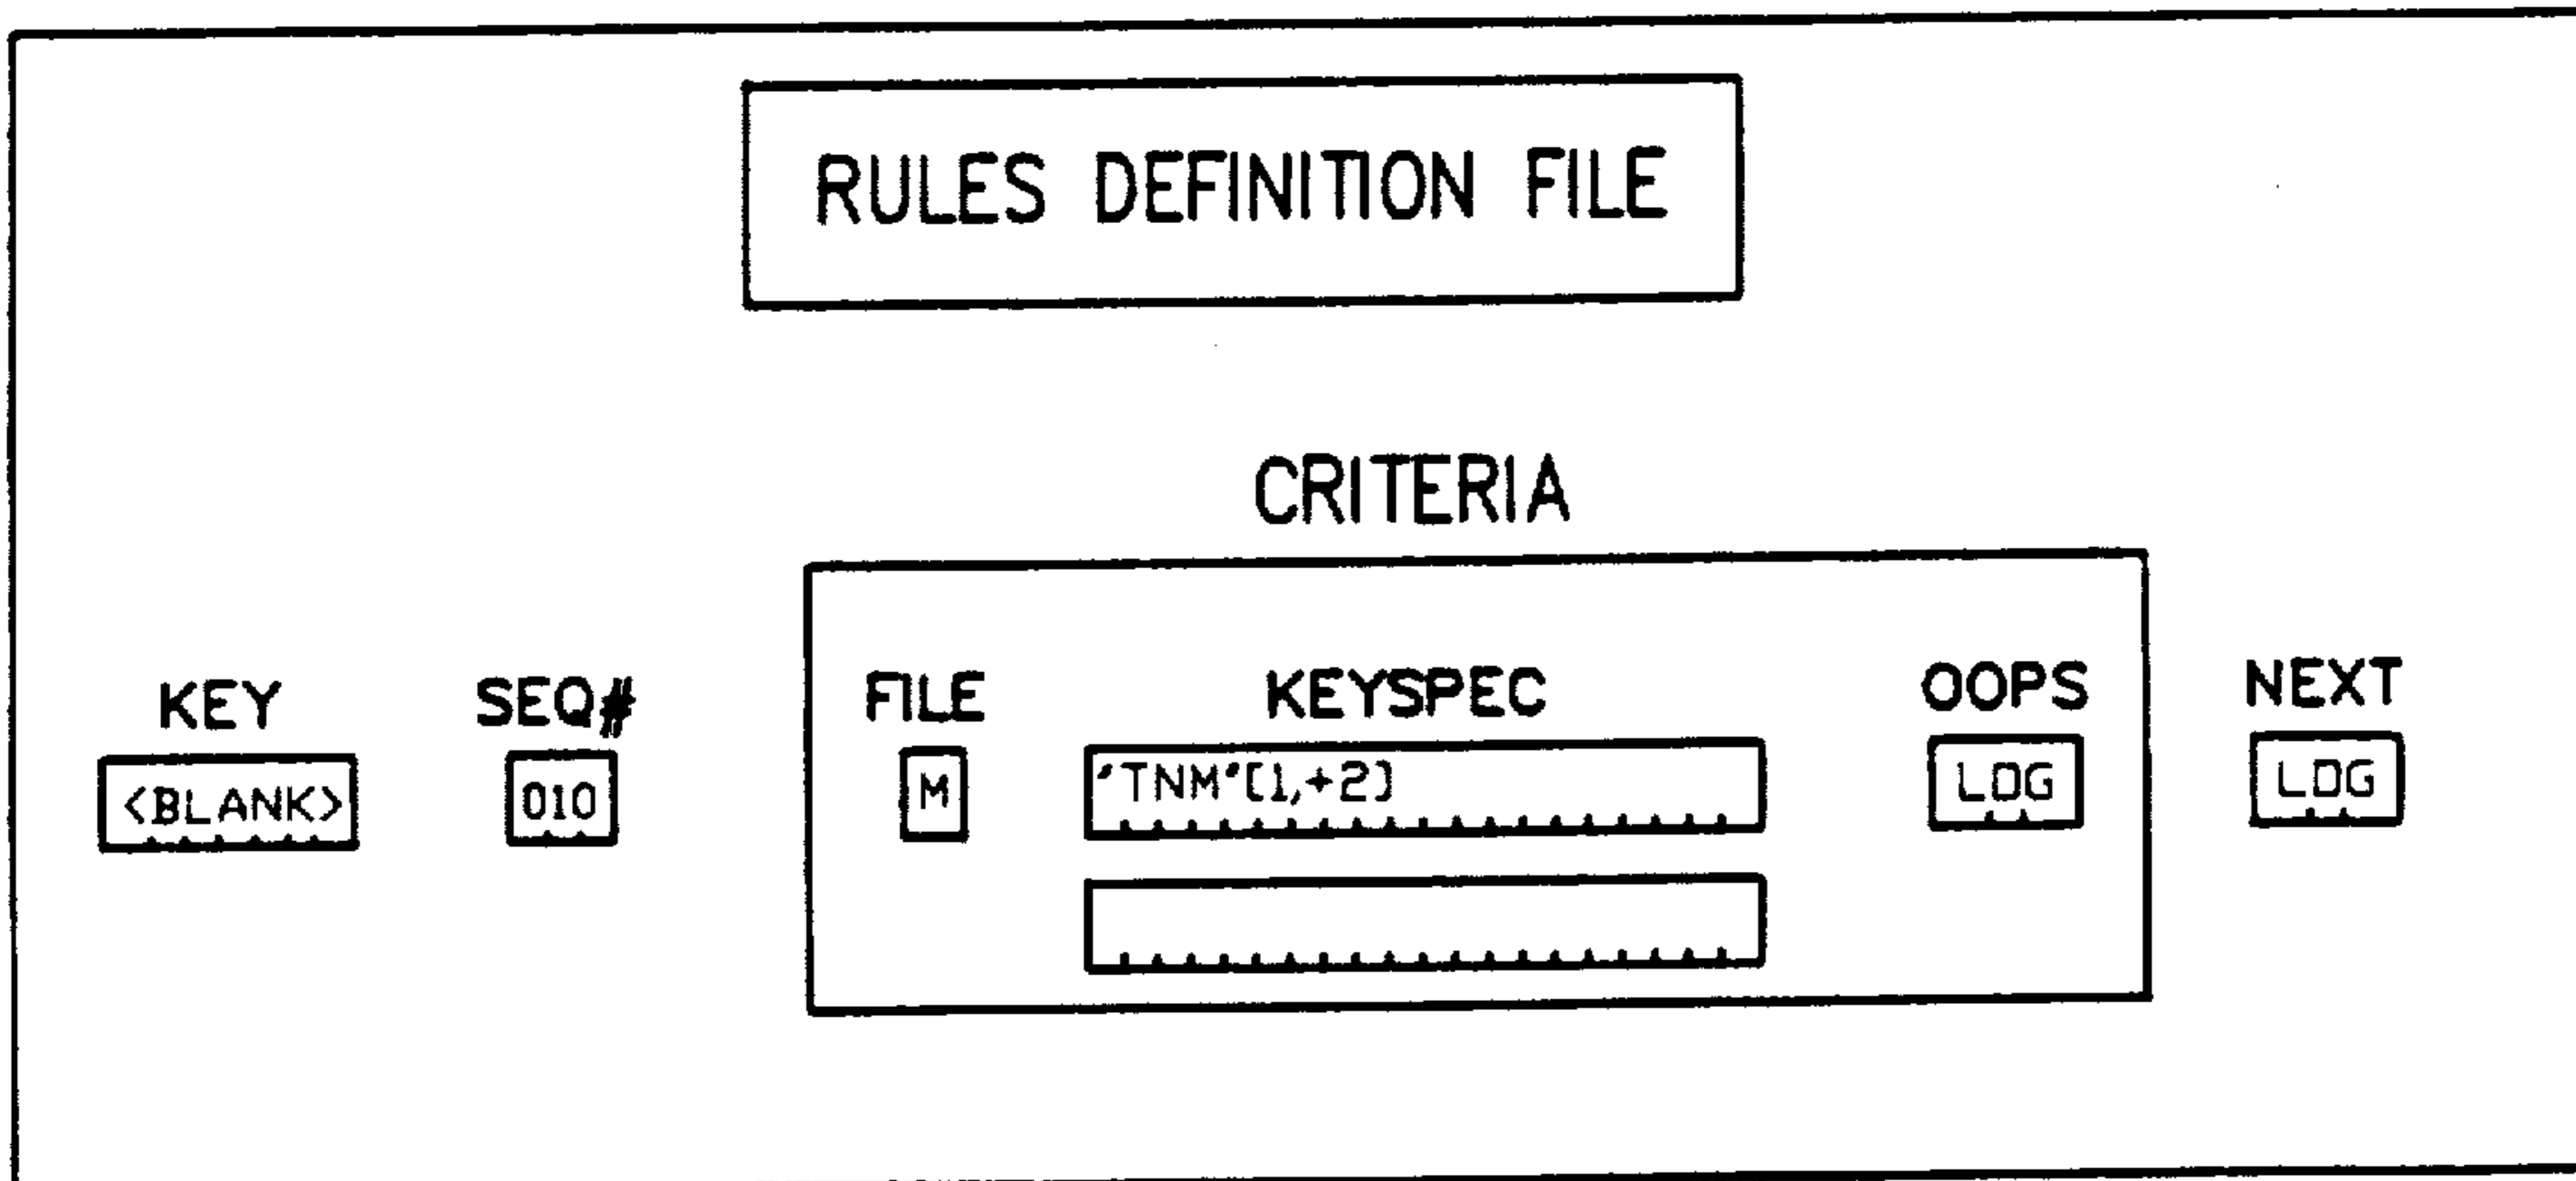 RULES DEFINITION FILE
CRITERIA
KEY SEQ# FILE KEYSPEC OOPS NEXT
<BLANK> 010 M "TNM"[1,+2] LOG LOG